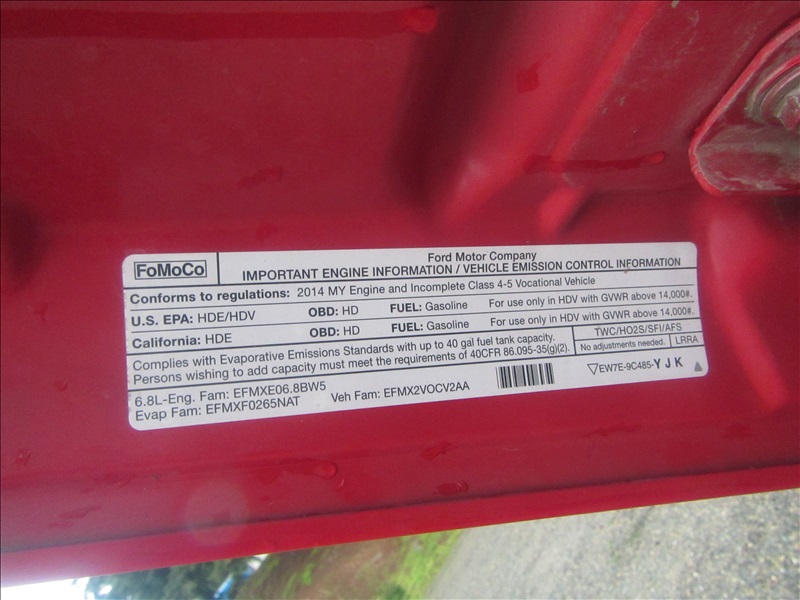 FoMoCo
Ford Motor Company
IMPORTANT ENGINE INFORMATION / VEHICLE EMISSION CONTROL INFORMATION
Conforms to regulations: 2014 MY Engine and Incomplete Class 4-5 Vocational Vehicle
U.S. EPA: HDE/HDV OBD: HD FUEL: Gasoline For use only in HDV with GVWR above 14,000#.
California: HDE OBD: HD FUEL: Gasoline For use only in HDV with GVWR above 14,000#.
Complies with Evaporative Emissions Standards with up to 40 gal fuel tank capacity.
Persons wishing to add capacity must meet the requirements of 40CFR 86.095-35(g)(2).
TWC/HO2S/SFI/AFS
No adjustments needed. LRRA
6.8L-Eng. Fam: EFMXE06.8BW5
Evap Fam: EFMXF0265NAT Veh Fam: EFMX2VOCV2AA
EW7E-9C485-Y J K